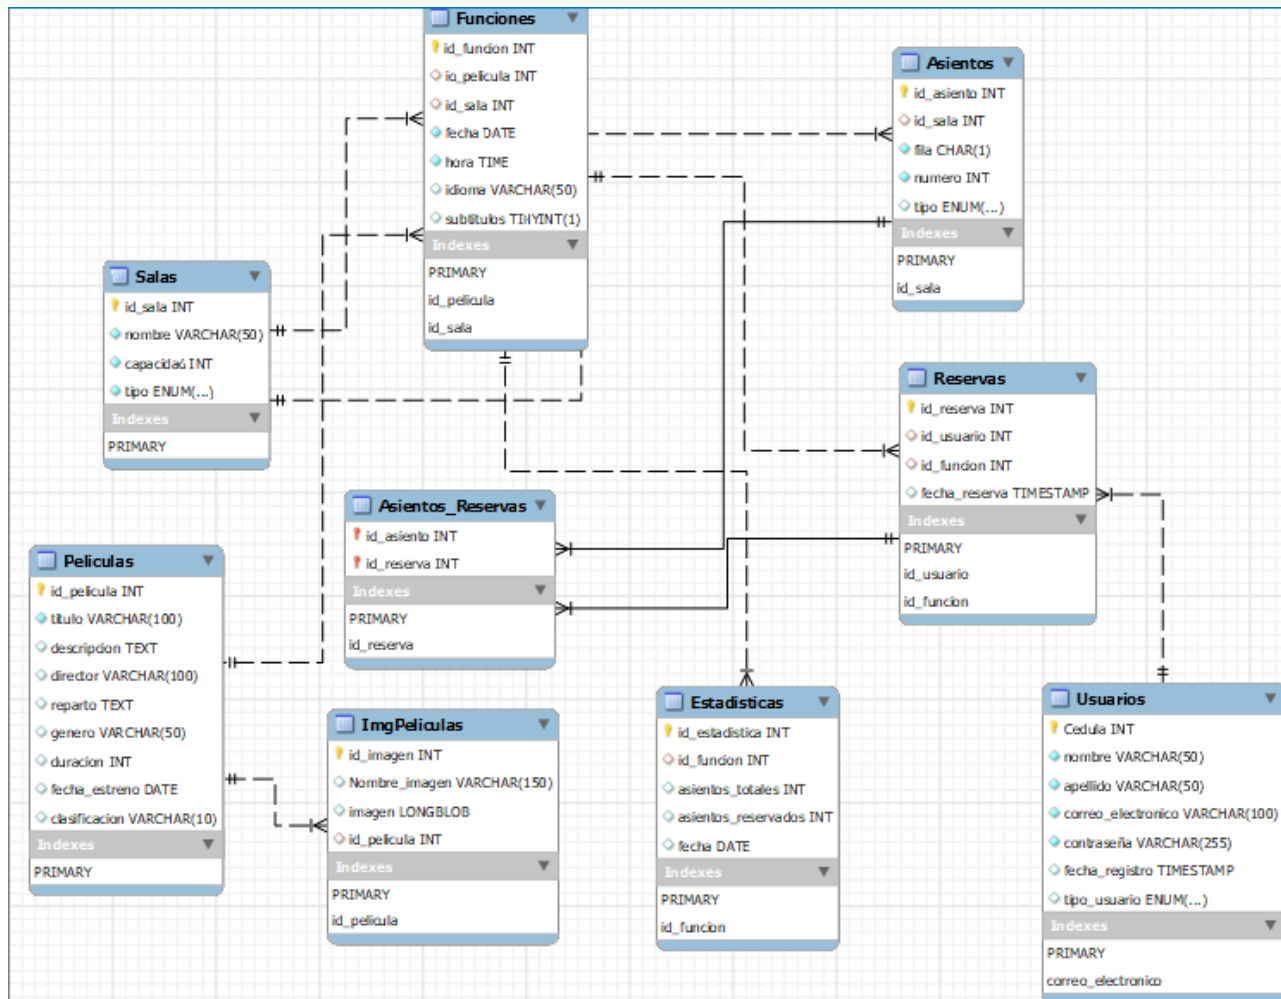 Funciones
id_funcion INT
io_pelicula INT
id_sala INT
fecha DATE
hora TIME
idioma VARCHAR(50)
subtitulos TINYINT(1)
Indexes
PRIMARY
id_pelicula
id_sala
Asientos
id_asiento INT
id_sala INT
fila CHAR(1)
numero INT
tipo ENUM(...)
Indexes
PRIMARY
id_sala
Salas
id_sala INT
nombre VARCHAR(50)
capacidad INT
tipo ENUM(...)
Indexes
PRIMARY
Reservas
id_reserva INT
id_usuario INT
id_funcion INT
fecha_reserva TIMESTAMP
Indexes
PRIMARY
id_usuario
id_funcion
Asientos_Reservas
id_asiento INT
id_reserva INT
Indexes
PRIMARY
id_reserva
Peliculas
id_pelicula INT
titulo VARCHAR(100)
descripcion TEXT
director VARCHAR(100)
reparto TEXT
genero VARCHAR(50)
duracion INT
fecha_estreno DATE
clasificacion VARCHAR(10)
Indexes
PRIMARY
ImgPeliculas
id_imagen INT
Nombre_imagen VARCHAR(150)
imagen LONGBLOB
id_pelicula INT
Indexes
PRIMARY
id_pelicula
Estadisticas
id_estadistica INT
id_funcion INT
asientos_totales INT
asientos_reservados INT
fecha DATE
Indexes
PRIMARY
id_funcion
Usuarios
Cedula INT
nombre VARCHAR(50)
apellido VARCHAR(50)
correo_electronico VARCHAR(100)
contraseña VARCHAR(255)
fecha_registro TIMESTAMP
tipo_usuario ENUM(...)
Indexes
PRIMARY
correo_electronico